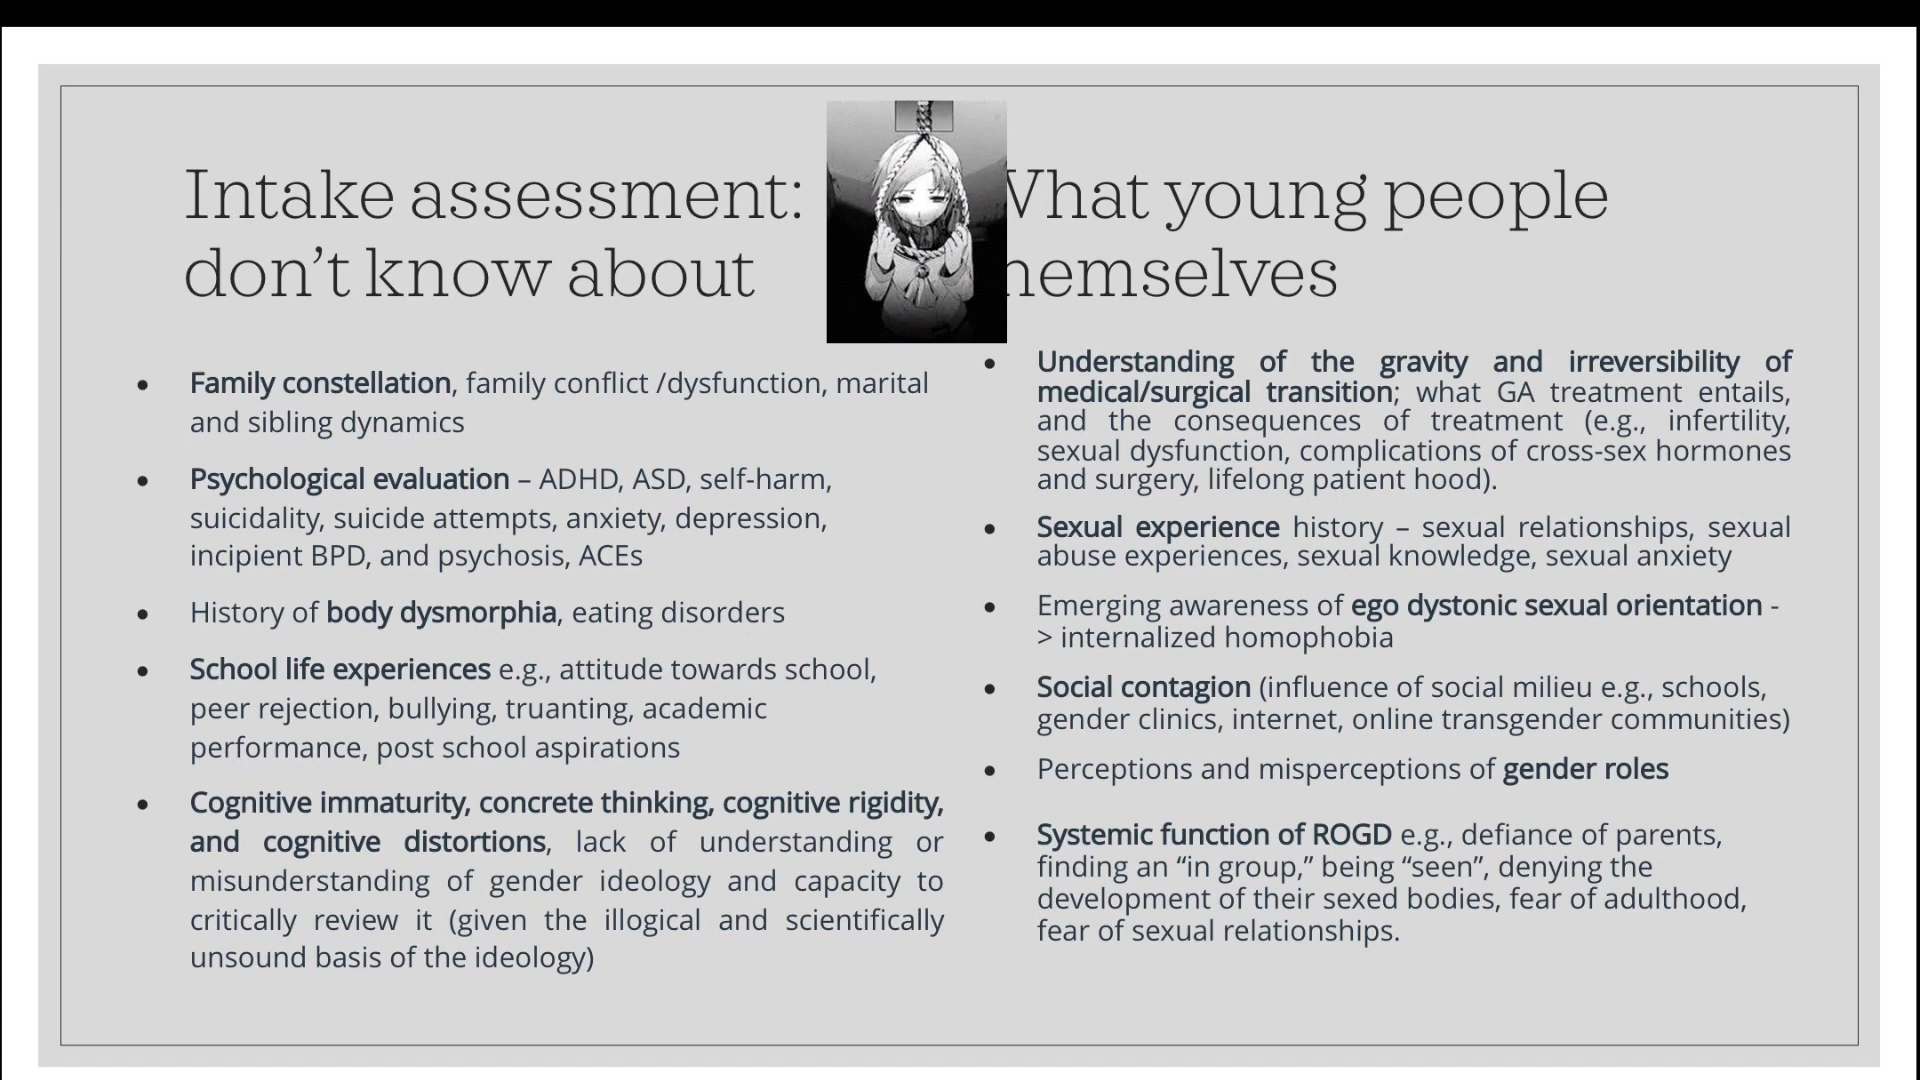 Intake assessment: What young people
don’t know about themselves
• Family constellation, family conflict /dysfunction, marital
and sibling dynamics
• Psychological evaluation – ADHD, ASD, self-harm,
suicidality, suicide attempts, anxiety, depression,
incipient BPD, and psychosis, ACEs
• History of body dysmorphia, eating disorders
• School life experiences e.g., attitude towards school,
peer rejection, bullying, truanting, academic
performance, post school aspirations
• Cognitive immaturity, concrete thinking, cognitive rigidity,
and cognitive distortions, lack of understanding or
misunderstanding of gender ideology and capacity to
critically review it (given the illogical and scientifically
unsound basis of the ideology)
• Understanding of the gravity and irreversibility of
medical/surgical transition; what GA treatment entails,
and the consequences of treatment (e.g., infertility,
sexual dysfunction, complications of cross-sex hormones
and surgery, lifelong patient hood).
• Sexual experience history – sexual relationships, sexual
abuse experiences, sexual knowledge, sexual anxiety
• Emerging awareness of ego dystonic sexual orientation -
> internalized homophobia
• Social contagion (influence of social milieu e.g., schools,
gender clinics, internet, online transgender communities)
• Perceptions and misperceptions of gender roles
• Systemic function of ROGD e.g., defiance of parents,
finding an “in group,” being “seen”, denying the
development of their sexed bodies, fear of adulthood,
fear of sexual relationships.